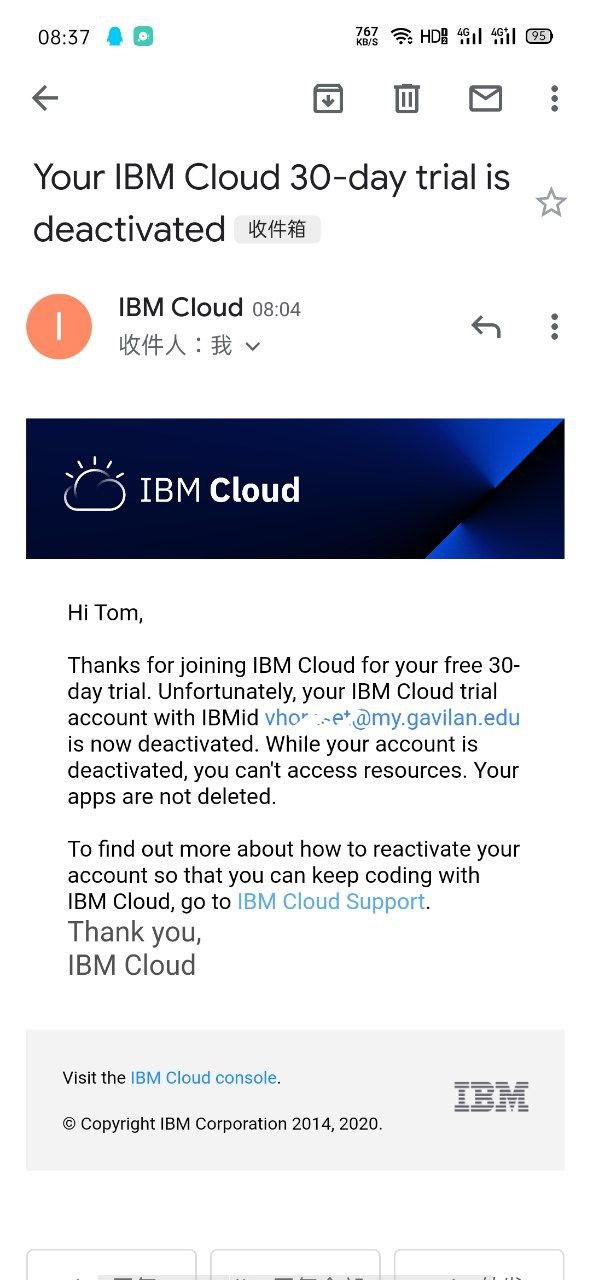 08:37 767 KB/S HD 1 2 4G 4G+ 95
Your IBM Cloud 30-day trial is
deactivated 收件箱
I
IBM Cloud 08:04
收件人：我
IBM Cloud
Hi Tom,
Thanks for joining IBM Cloud for your free 30-
day trial. Unfortunately, your IBM Cloud trial
account with IBMid @my.gavilan.edu
is now deactivated. While your account is
deactivated, you can't access resources. Your
apps are not deleted.
To find out more about how to reactivate your
account so that you can keep coding with
IBM Cloud, go to IBM Cloud Support.
Thank you,
IBM Cloud
Visit the IBM Cloud console.
IBM
© Copyright IBM Corporation 2014, 2020.